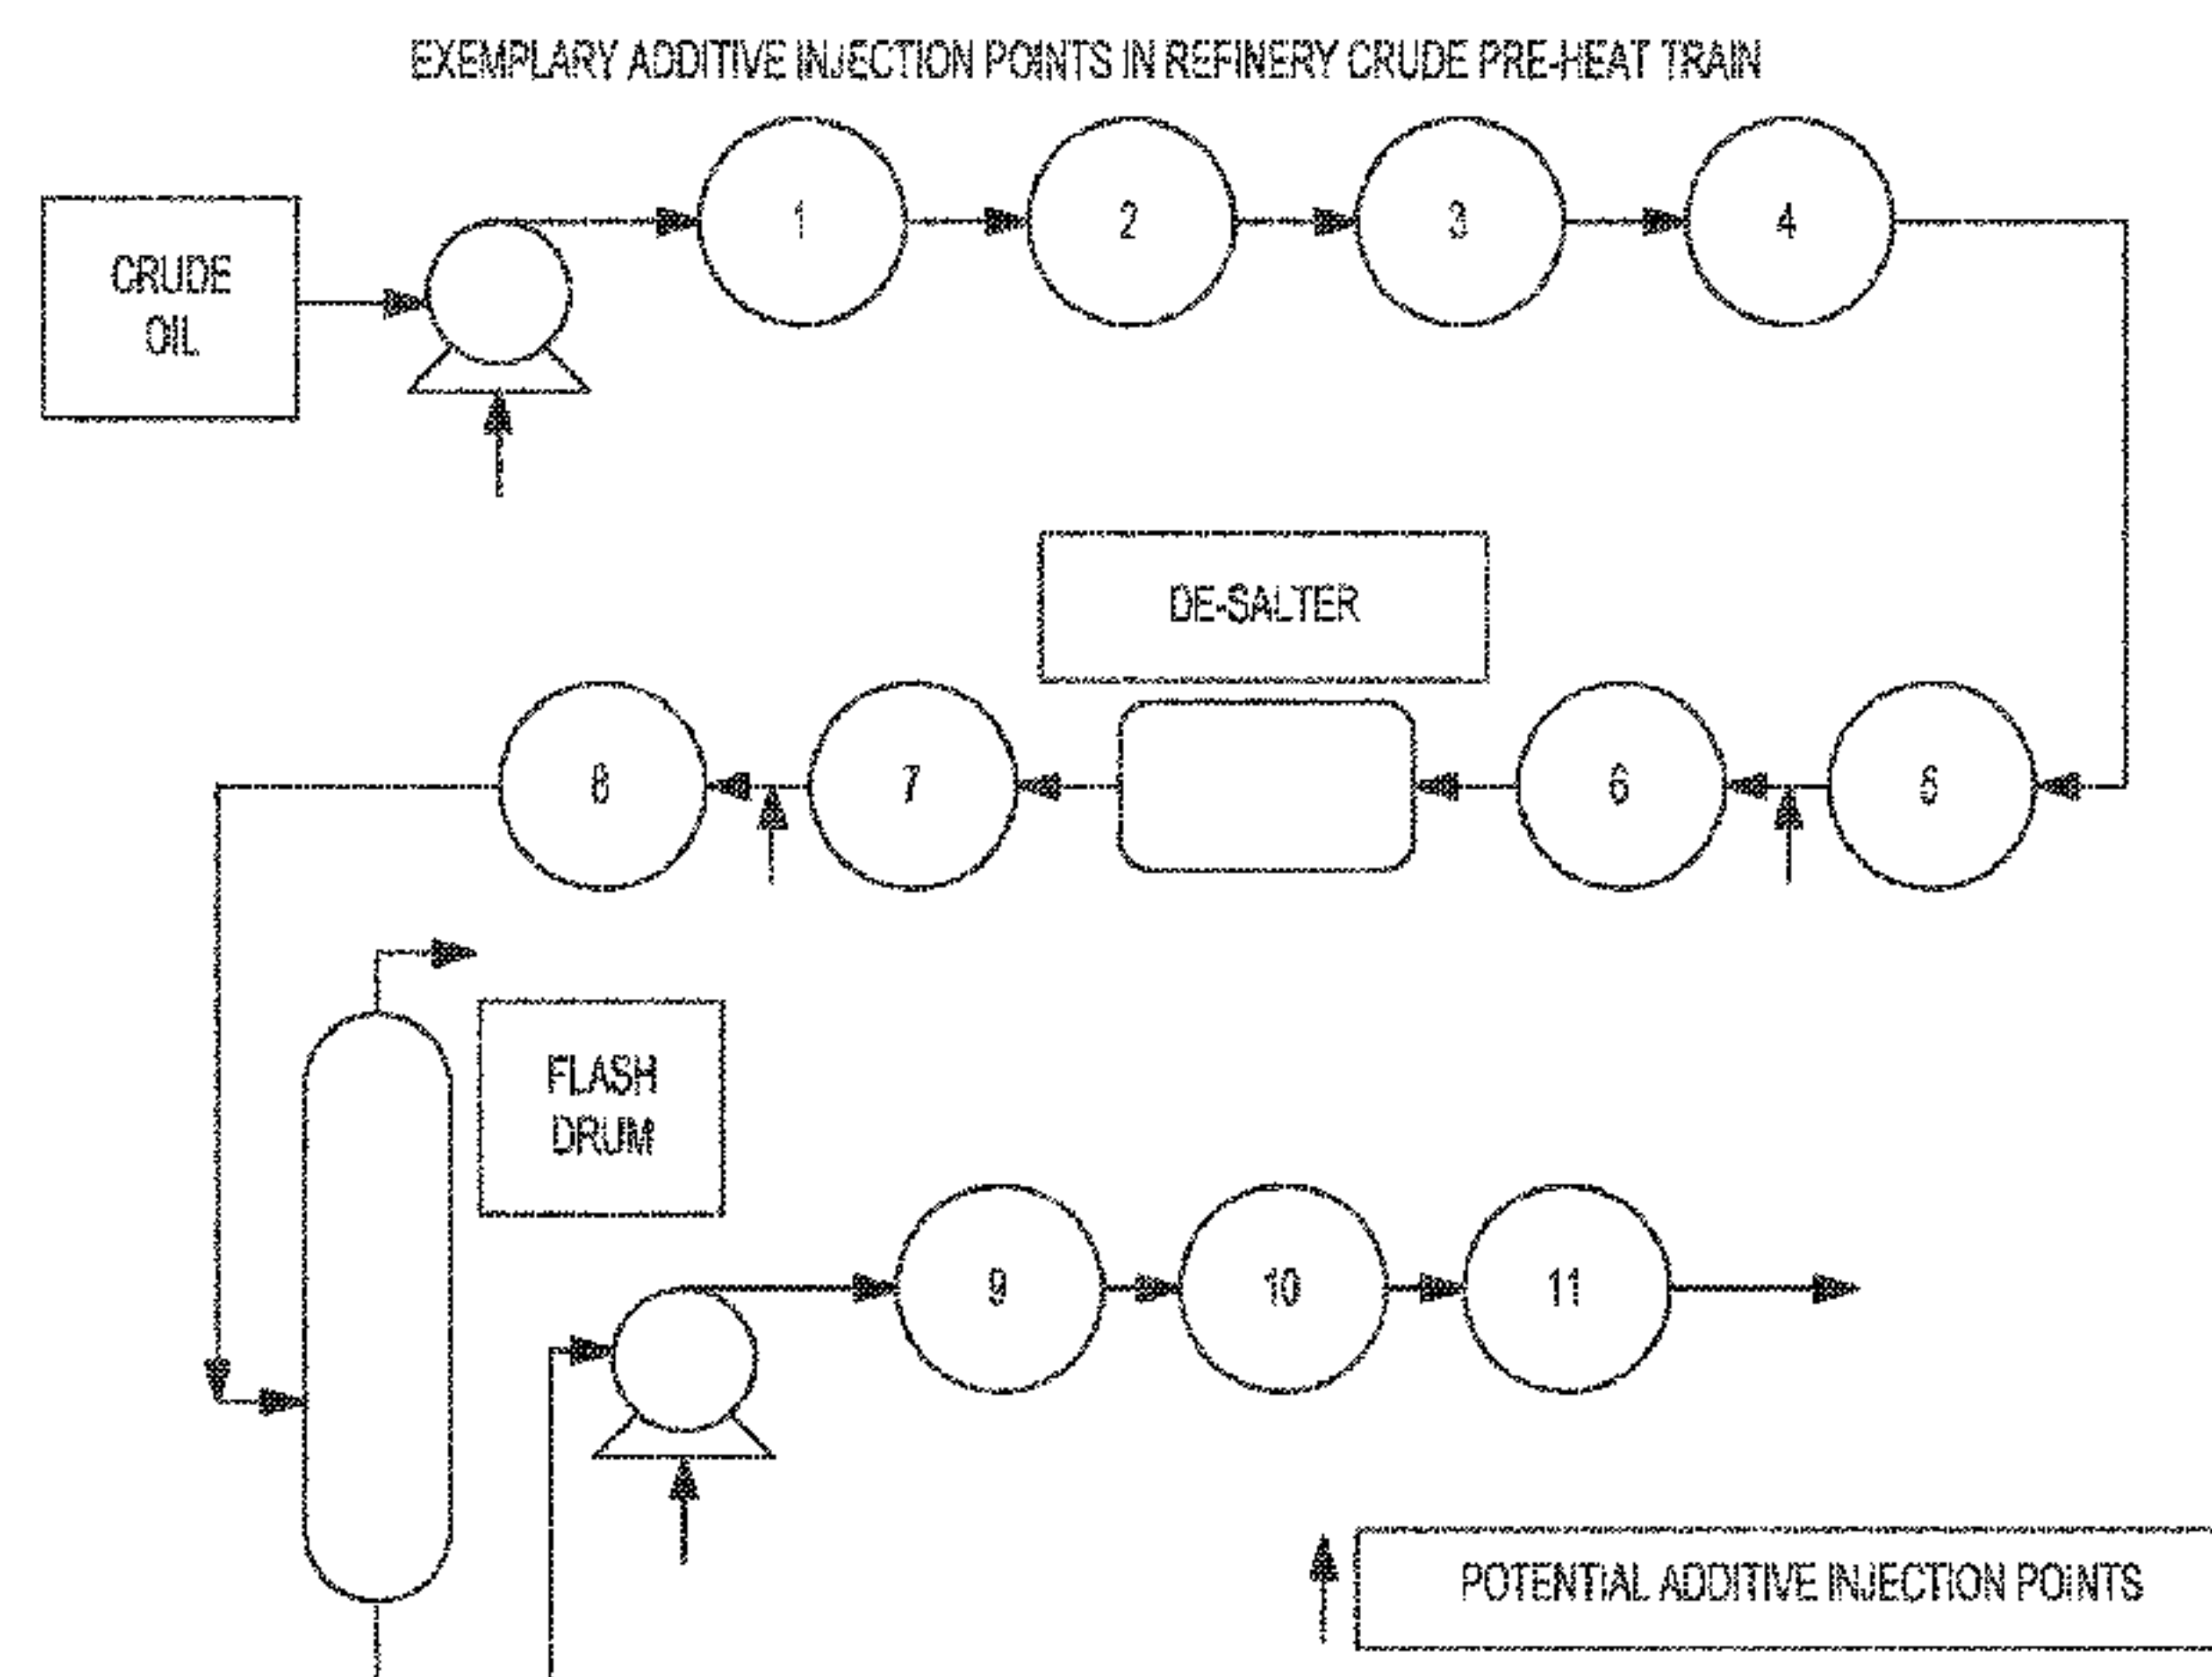 EXEMPLARY ADDITIVE INJECTION POINTS IN REFINERY CRUDE PRE-HEAT TRAIN
CRUDE
OIL
1
2
3
4
DE-SALTER
8
7
6
5
FLASH
DRUM
9
10
11
POTENTIAL ADDITIVE INJECTION POINTS